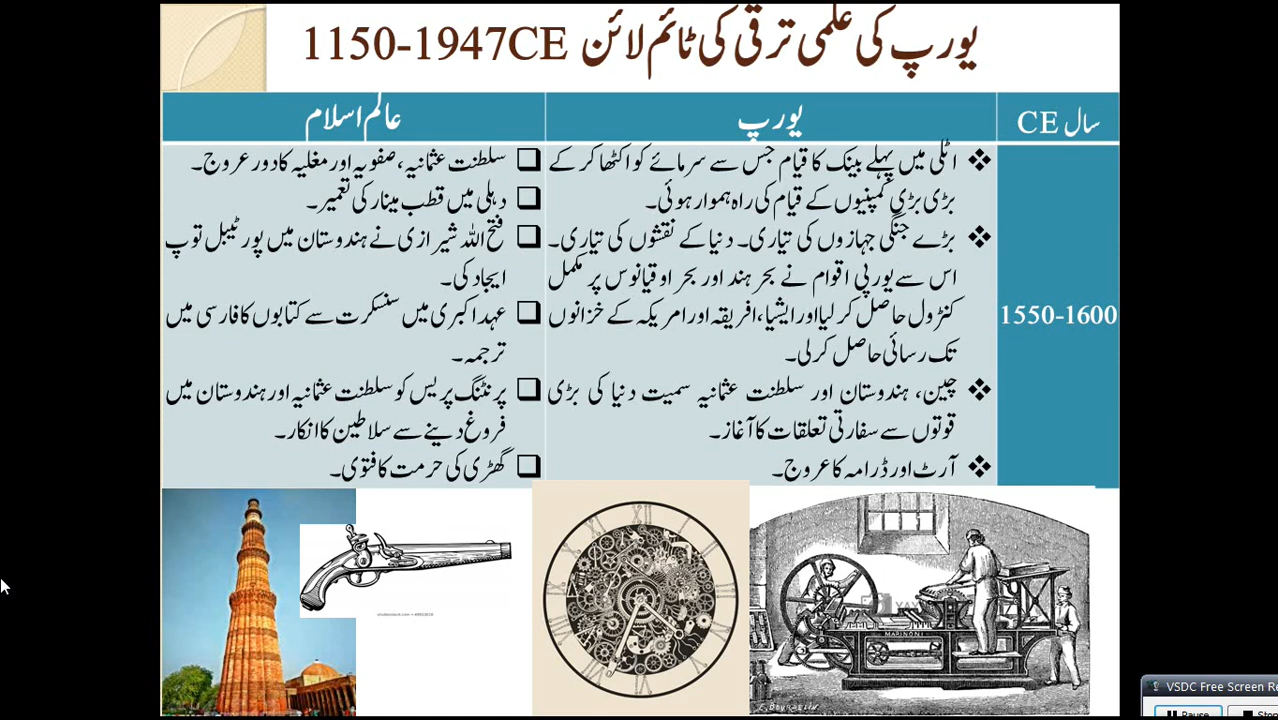 یورپ کی علمی ترقی کی ٹائم لائن 1150-1947CE
سال CE
یورپ
عالم اسلام
1550-1600
❖ اٹلی میں پہلے بینک کا قیام جس سے سرمائے کو اکٹھا کر کے
بڑی بڑی کمپنیوں کے قیام کی راہ ہموار ہوئی۔
❖ بڑے جنگی جہازوں کی تیاری۔ دنیا کے نقشوں کی تیاری۔
اس سے یورپی اقوام نے بحر ہند اور بحر اوقیانوس پر مکمل
کنٹرول حاصل کر لیا اور ایشیا، افریقہ اور امریکہ کے خزانوں
تک رسائی حاصل کر لی۔
❖ چین، ہندوستان اور سلطنت عثمانیہ سمیت دنیا کی بڑی
قوتوں سے سفارتی تعلقات کا آغاز۔
❖ آرٹ اور ڈرامہ کا عروج۔
❑ سلطنت عثمانیہ، صفویہ اور مغلیہ کا دور عروج۔
❑ دہلی میں قطب مینار کی تعمیر۔
❑ فتح اللہ شیرازی نے ہندوستان میں پورٹیبل توپ
ایجاد کی۔
❑ عہد اکبری میں سنسکرت سے کتابوں کا فارسی میں
ترجمہ۔
❑ پرنٹنگ پریس کو سلطنت عثمانیہ اور ہندوستان میں
فروغ دینے سے سلاطین کا انکار۔
❑ گھڑی کی حرمت کا فتوی۔
MARINONI
VSDC Free Screen Re
Pause
Stop